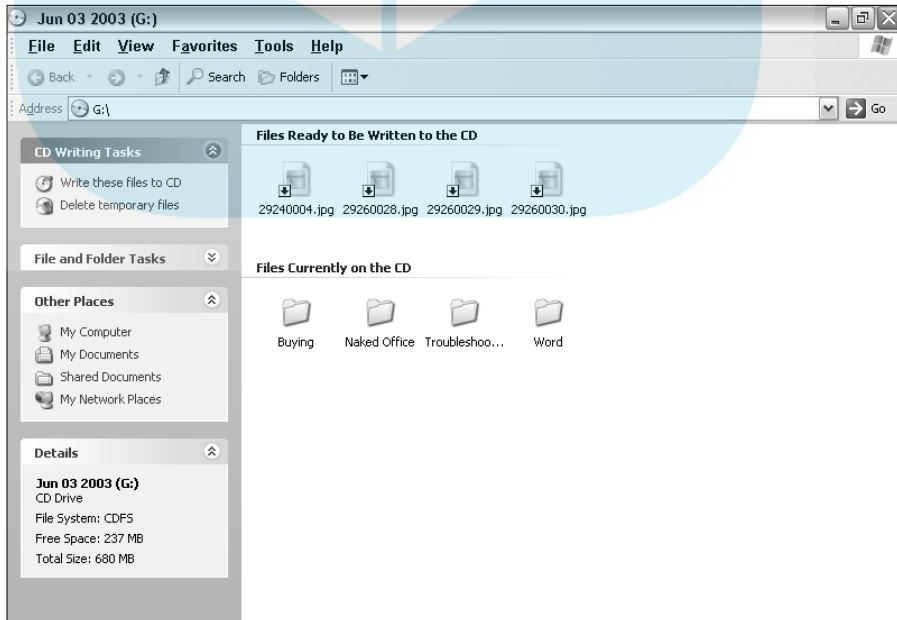 Jun 03 2003 (G:)
File Edit View Favorites Tools Help
Back Search Folders
Address G:\ Go
CD Writing Tasks
Write these files to CD
Delete temporary files
File and Folder Tasks
Other Places
My Computer
My Documents
Shared Documents
My Network Places
Details
Jun 03 2003 (G:)
CD Drive
File System: CDFS
Free Space: 237 MB
Total Size: 680 MB
Files Ready to Be Written to the CD
29240004.jpg 29260028.jpg 29260029.jpg 29260030.jpg
Files Currently on the CD
Buying Naked Office Troubleshoo... Word